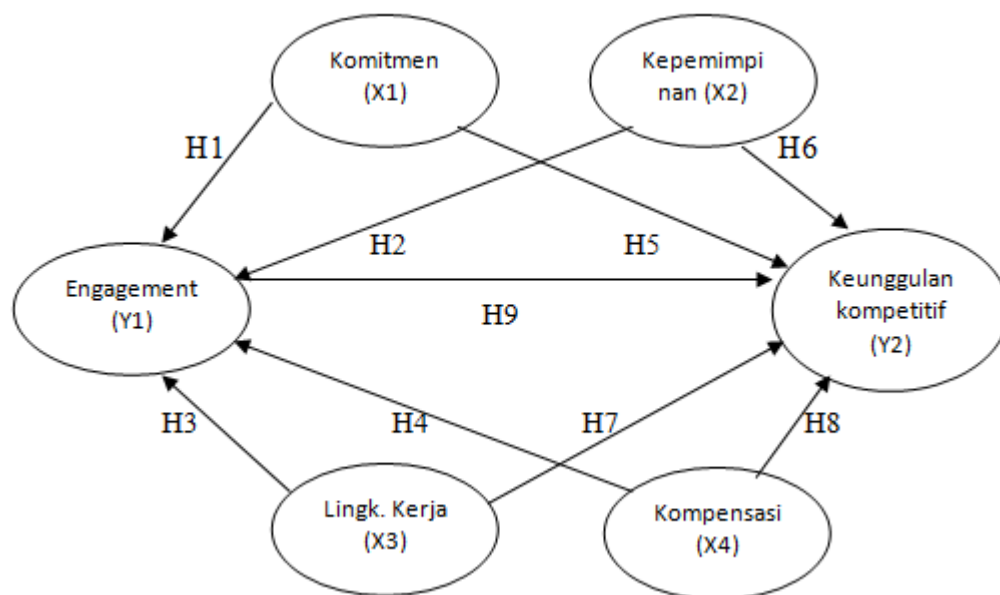 Komitmen
(X1)
Kepemimpi
nan (X2)
H1
H6
H2
H5
Engagement
(Y1)
Keunggulan
kompetitif
(Y2)
H9
H3
H4
H7
H8
Lingk. Kerja
(X3)
Kompensasi
(X4)